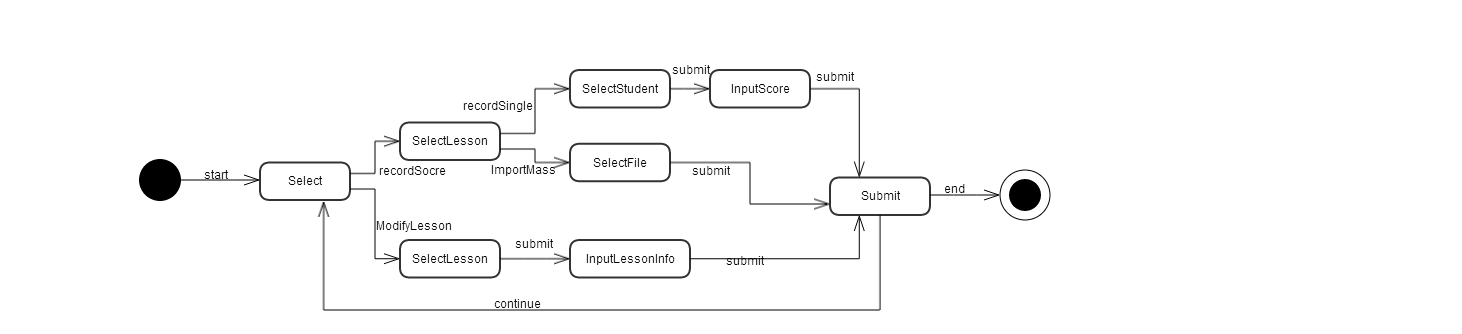 submit
submit
SelectStudent
InputScore
recordSingle
SelectLesson
SelectFile
ImportMass
submit
recordSocre
start
Select
Submit
end
ModifyLesson
submit
SelectLesson
InputLessonInfo
submit
continue